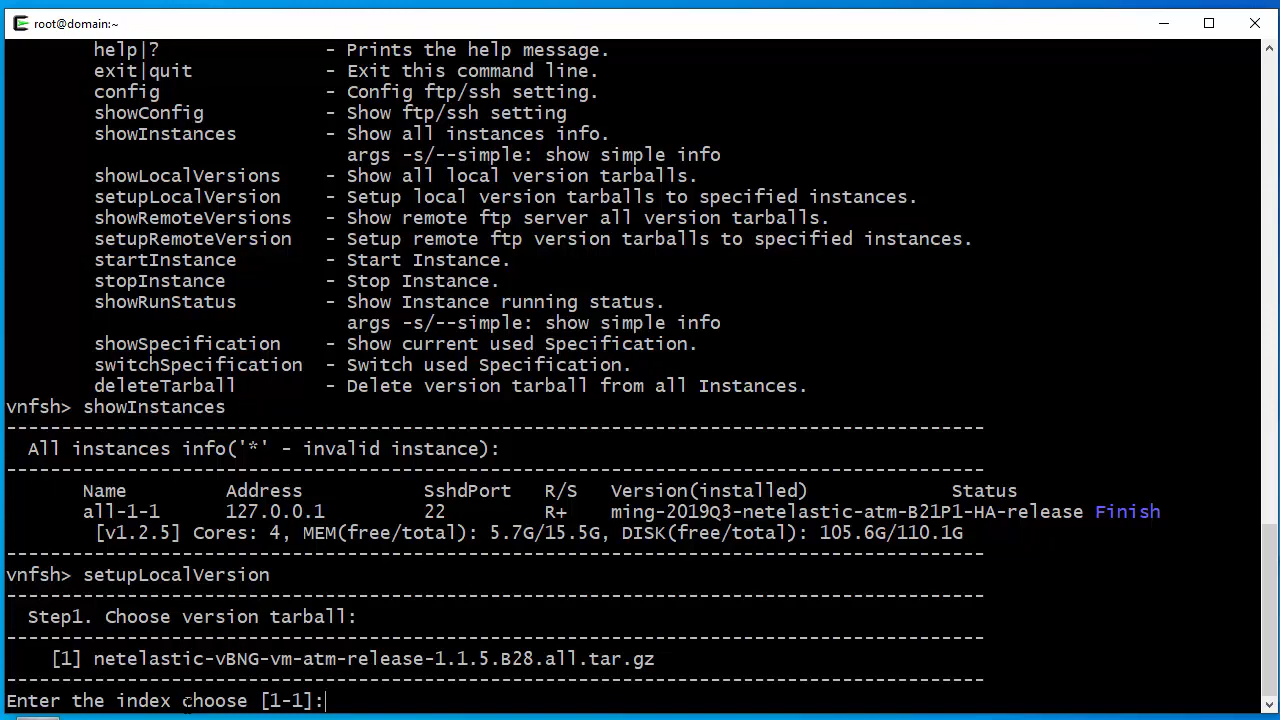 root@domain:~
help|? - Prints the help message.
exit|quit - Exit this command line.
config - Config ftp/ssh setting.
showConfig - Show ftp/ssh setting
showInstances - Show all instances info.
args -s/--simple: show simple info
showLocalVersions - Show all local version tarballs.
setupLocalVersion - Setup local version tarballs to specified instances.
showRemoteVersions - Show remote ftp server all version tarballs.
setupRemoteVersion - Setup remote ftp version tarballs to specified instances.
startInstance - Start Instance.
stopInstance - Stop Instance.
showRunStatus - Show Instance running status.
args -s/--simple: show simple info
showSpecification - Show current used Specification.
switchSpecification - Switch used Specification.
deleteTarball - Delete version tarball from all Instances.
vnfsh> showInstances
-----------------------------------------------------------------------------------------
All instances info('*' - invalid instance):
-----------------------------------------------------------------------------------------
Name Address SshdPort R/S Version(installed) Status
all-1-1 127.0.0.1 22 R+ ming-2019Q3-netelastic-atm-B21P1-HA-release Finish
[v1.2.5] Cores: 4, MEM(free/total): 5.7G/15.5G, DISK(free/total): 105.6G/110.1G
-----------------------------------------------------------------------------------------
vnfsh> setupLocalVersion
-----------------------------------------------------------------------------------------
Step1. Choose version tarball:
-----------------------------------------------------------------------------------------
[1] netelastic-vBNG-vm-atm-release-1.1.5.B28.all.tar.gz
-----------------------------------------------------------------------------------------
Enter the index choose [1-1]: